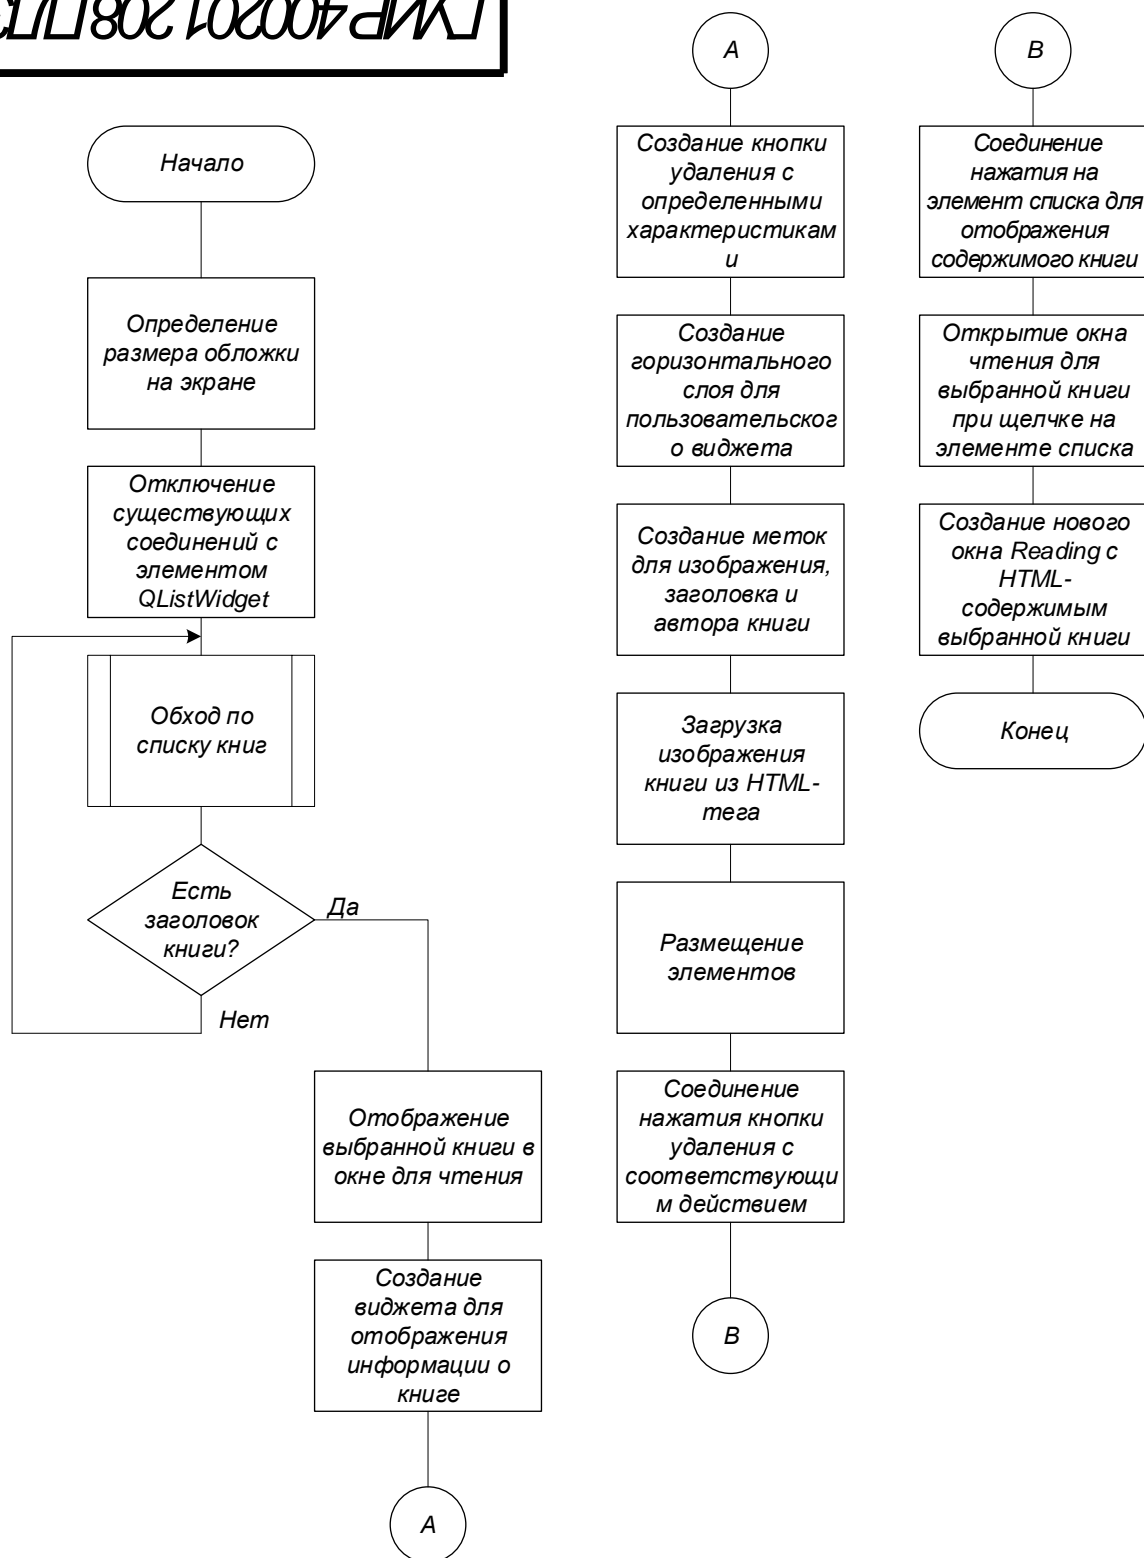 ГУИР 400201 208 ПД
Начало
Определение
размера обложки
на экране
Отключение
существующих
соединений с
элементом
QListWidget
Обход по
списку книг
Есть
заголовок
книги?
Да
Нет
Отображение
выбранной книги в
окне для чтения
Создание
виджета для
отображения
информации о
книге
A
A
Создание кнопки
удаления с
определенными
характеристикам
и
Создание
горизонтального
слоя для
пользовательског
о виджета
Создание меток
для изображения,
заголовка и
автора книги
Загрузка
изображения
книги из HTML-
тега
Размещение
элементов
Соединение
нажатия кнопки
удаления с
соответствующи
м действием
B
B
Соединение
нажатия на
элемент списка для
отображения
содержимого книги
Открытие окна
чтения для
выбранной книги
при щелчке на
элементе списка
Создание нового
окна Reading с
HTML-
содержимым
выбранной книги
Конец